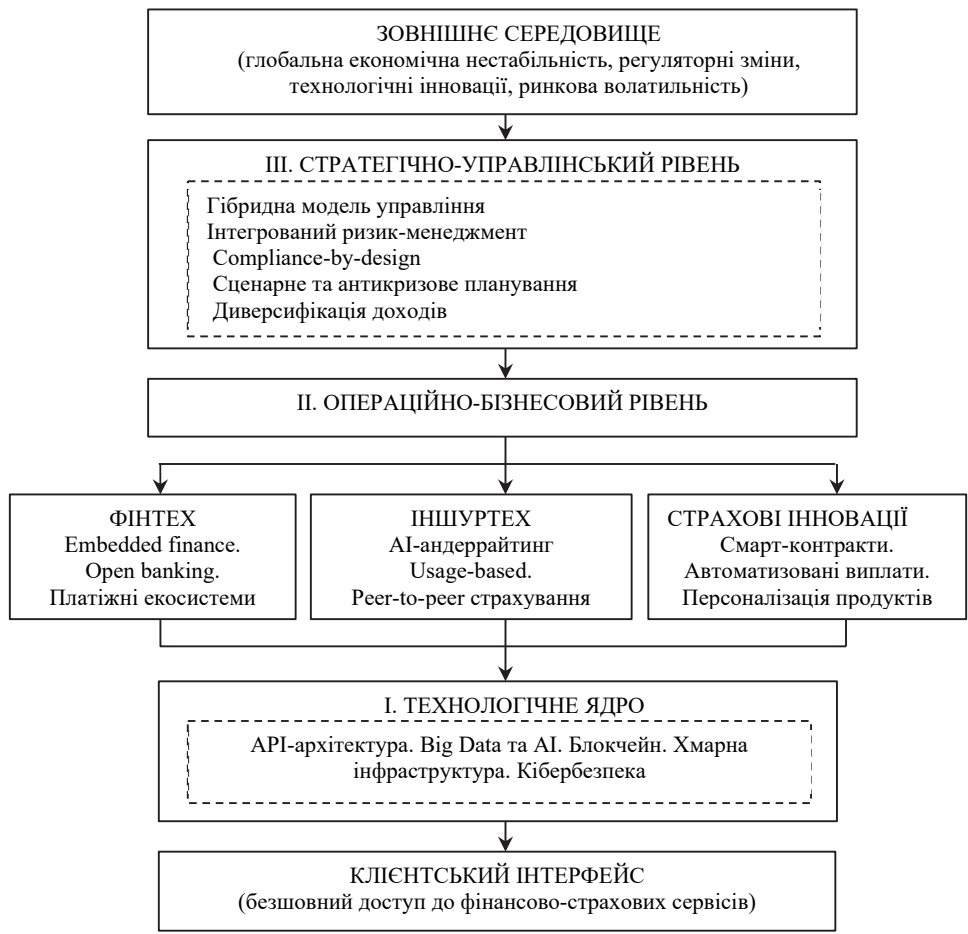 ЗОВНІШНЄ СЕРЕДОВИЩЕ
(глобальна економічна нестабільність, регуляторні зміни,
технологічні інновації, ринкова волатильність)
ІІІ. СТРАТЕГІЧНО-УПРАВЛІНСЬКИЙ РІВЕНЬ
Гібридна модель управління
Інтегрований ризик-менеджмент
Compliance-by-design
Сценарне та антикризове планування
Диверсифікація доходів
ІІ. ОПЕРАЦІЙНО-БІЗНЕСОВИЙ РІВЕНЬ
ФІНТЕХ
Embedded finance.
Open banking.
Платіжні екосистеми
ІНШУРТЕХ
AI-андеррайтинг
Usage-based.
Peer-to-peer страхування
СТРАХОВІ ІННОВАЦІЇ
Смарт-контракти.
Автоматизовані виплати.
Персоналізація продуктів
І. ТЕХНОЛОГІЧНЕ ЯДРО
API-архітектура. Big Data та AI. Блокчейн. Хмарна
інфраструктура. Кібербезпека
КЛІЄНТСЬКИЙ ІНТЕРФЕЙС
(безшовний доступ до фінансово-страхових сервісів)